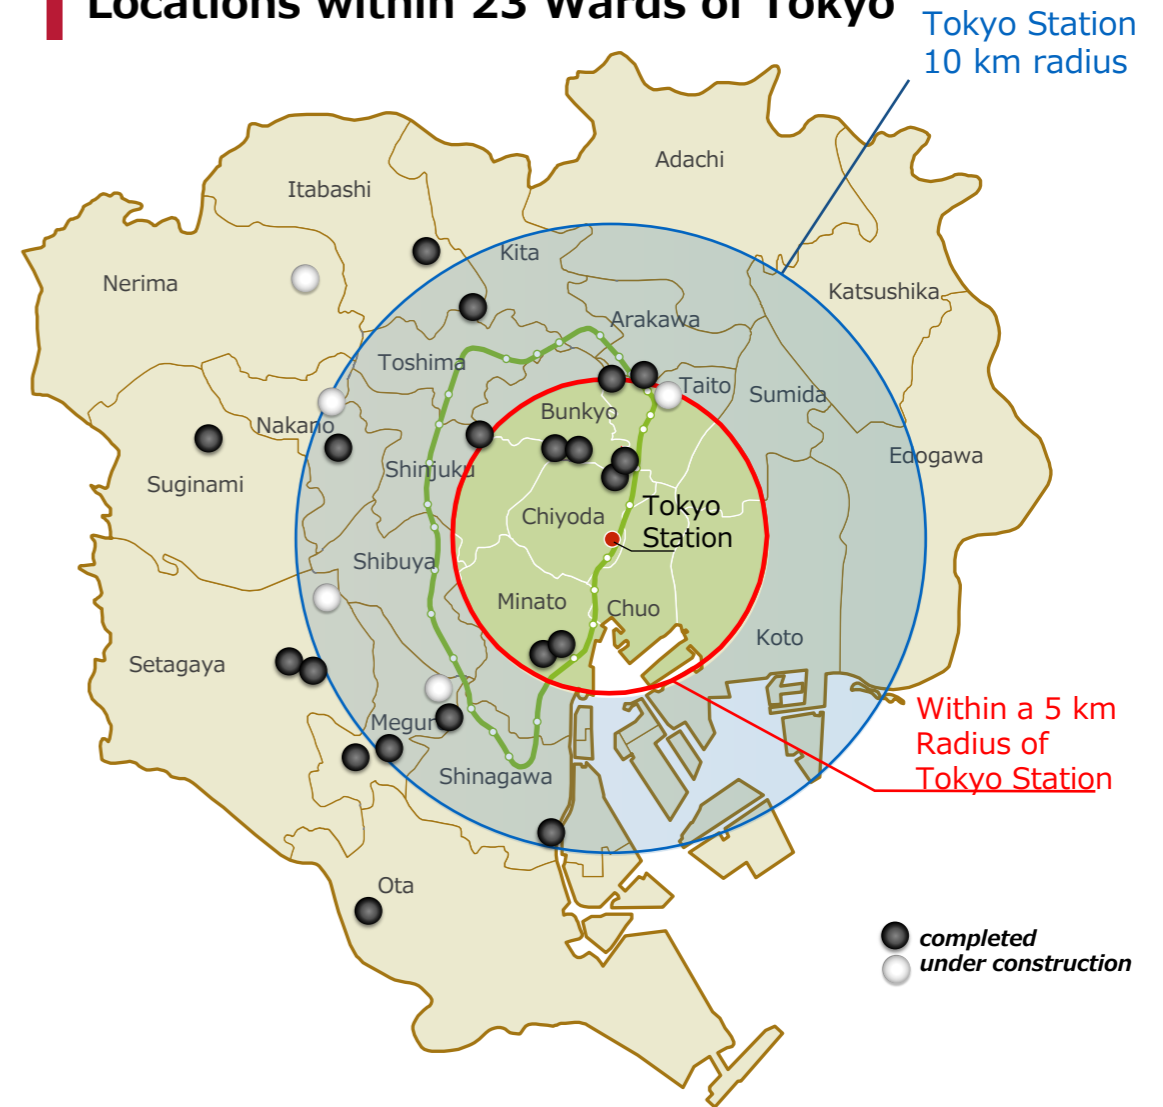 Locations within 23 Wards of Tokyo
Tokyo Station
10 km radius
Adachi
Itabashi
Kita
Nerima
Katsushika
Arakawa
Toshima
Taito
Sumida
Bunkyo
Nakano
Shinjuku
Edogawa
Suginami
Chiyoda
Tokyo
Station
Shibuya
Minato
Chuo
Koto
Setagaya
Within a 5 km
Radius of
Tokyo Station
Meguro
Shinagawa
Ota
completed
under construction